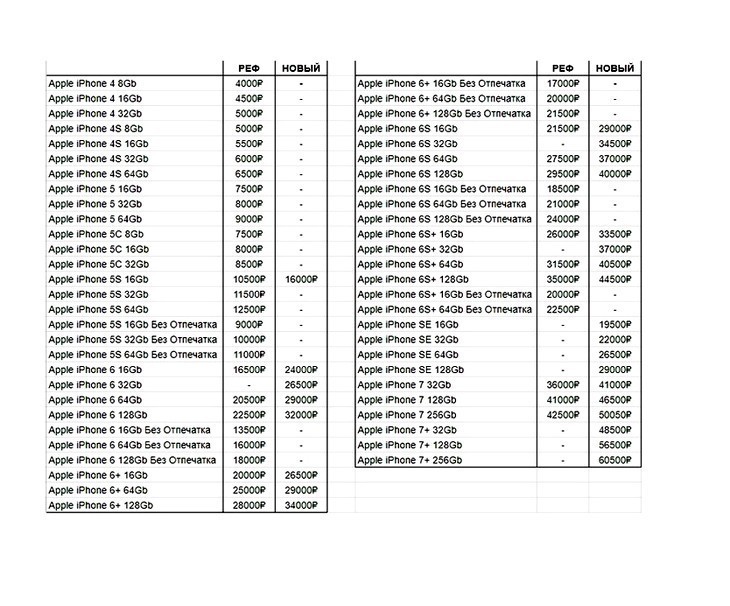 РЕФ НОВЫЙ
Apple iPhone 4 8Gb 4000₽ -
Apple iPhone 4 16Gb 4500₽ -
Apple iPhone 4 32Gb 5000₽ -
Apple iPhone 4S 8Gb 5000₽ -
Apple iPhone 4S 16Gb 5500₽ -
Apple iPhone 4S 32Gb 6000₽ -
Apple iPhone 4S 64Gb 6500₽ -
Apple iPhone 5 16Gb 7500₽ -
Apple iPhone 5 32Gb 8000₽ -
Apple iPhone 5 64Gb 9000₽ -
Apple iPhone 5C 8Gb 7500₽ -
Apple iPhone 5C 16Gb 8000₽ -
Apple iPhone 5C 32Gb 8500₽ -
Apple iPhone 5S 16Gb 10500₽ 16000₽
Apple iPhone 5S 32Gb 11500₽ -
Apple iPhone 5S 64Gb 12500₽ -
Apple iPhone 5S 16Gb Без Отпечатка 9000₽ -
Apple iPhone 5S 32Gb Без Отпечатка 10000₽ -
Apple iPhone 5S 64Gb Без Отпечатка 11000₽ -
Apple iPhone 6 16Gb 16500₽ 24000₽
Apple iPhone 6 32Gb - 26500₽
Apple iPhone 6 64Gb 20500₽ 29000₽
Apple iPhone 6 128Gb 22500₽ 32000₽
Apple iPhone 6 16Gb Без Отпечатка 13500₽ -
Apple iPhone 6 64Gb Без Отпечатка 16000₽ -
Apple iPhone 6 128Gb Без Отпечатка 18000₽ -
Apple iPhone 6+ 16Gb 20000₽ 26500₽
Apple iPhone 6+ 64Gb 25000₽ 29000₽
Apple iPhone 6+ 128Gb 28000₽ 34000₽
РЕФ НОВЫЙ
Apple iPhone 6+ 16Gb Без Отпечатка 17000₽ -
Apple iPhone 6+ 64Gb Без Отпечатка 20000₽ -
Apple iPhone 6+ 128Gb Без Отпечатка 21500₽ -
Apple iPhone 6S 16Gb 21500₽ 29000₽
Apple iPhone 6S 32Gb - 34500₽
Apple iPhone 6S 64Gb 27500₽ 37000₽
Apple iPhone 6S 128Gb 29500₽ 40000₽
Apple iPhone 6S 16Gb Без Отпечатка 18500₽ -
Apple iPhone 6S 64Gb Без Отпечатка 21000₽ -
Apple iPhone 6S 128Gb Без Отпечатка 24000₽ -
Apple iPhone 6S+ 16Gb 26000₽ 33500₽
Apple iPhone 6S+ 32Gb - 37000₽
Apple iPhone 6S+ 64Gb 31500₽ 40500₽
Apple iPhone 6S+ 128Gb 35000₽ 44500₽
Apple iPhone 6S+ 16Gb Без Отпечатка 20000₽ -
Apple iPhone 6S+ 64Gb Без Отпечатка 22500₽ -
Apple iPhone SE 16Gb - 19500₽
Apple iPhone SE 32Gb - 22000₽
Apple iPhone SE 64Gb - 26500₽
Apple iPhone SE 128Gb - 29000₽
Apple iPhone 7 32Gb 36000₽ 41000₽
Apple iPhone 7 128Gb 41000₽ 46500₽
Apple iPhone 7 256Gb 42500₽ 50050₽
Apple iPhone 7+ 32Gb - 48500₽
Apple iPhone 7+ 128Gb - 56500₽
Apple iPhone 7+ 256Gb - 60500₽